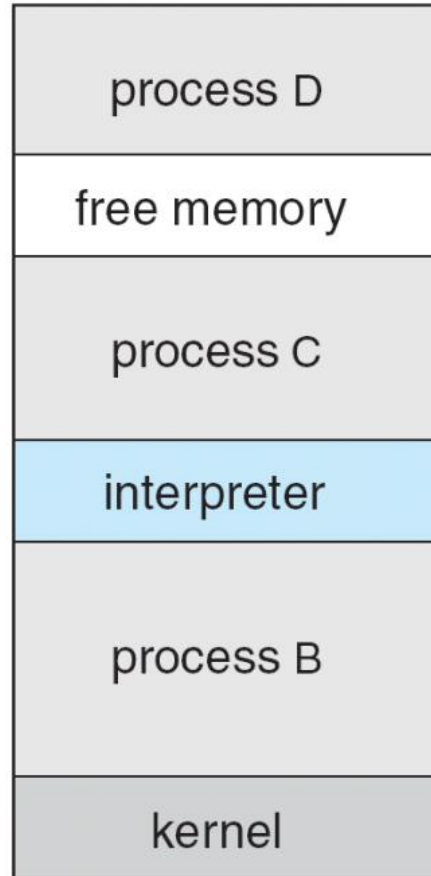 process D
free memory
process C
interpreter
process B
kernel